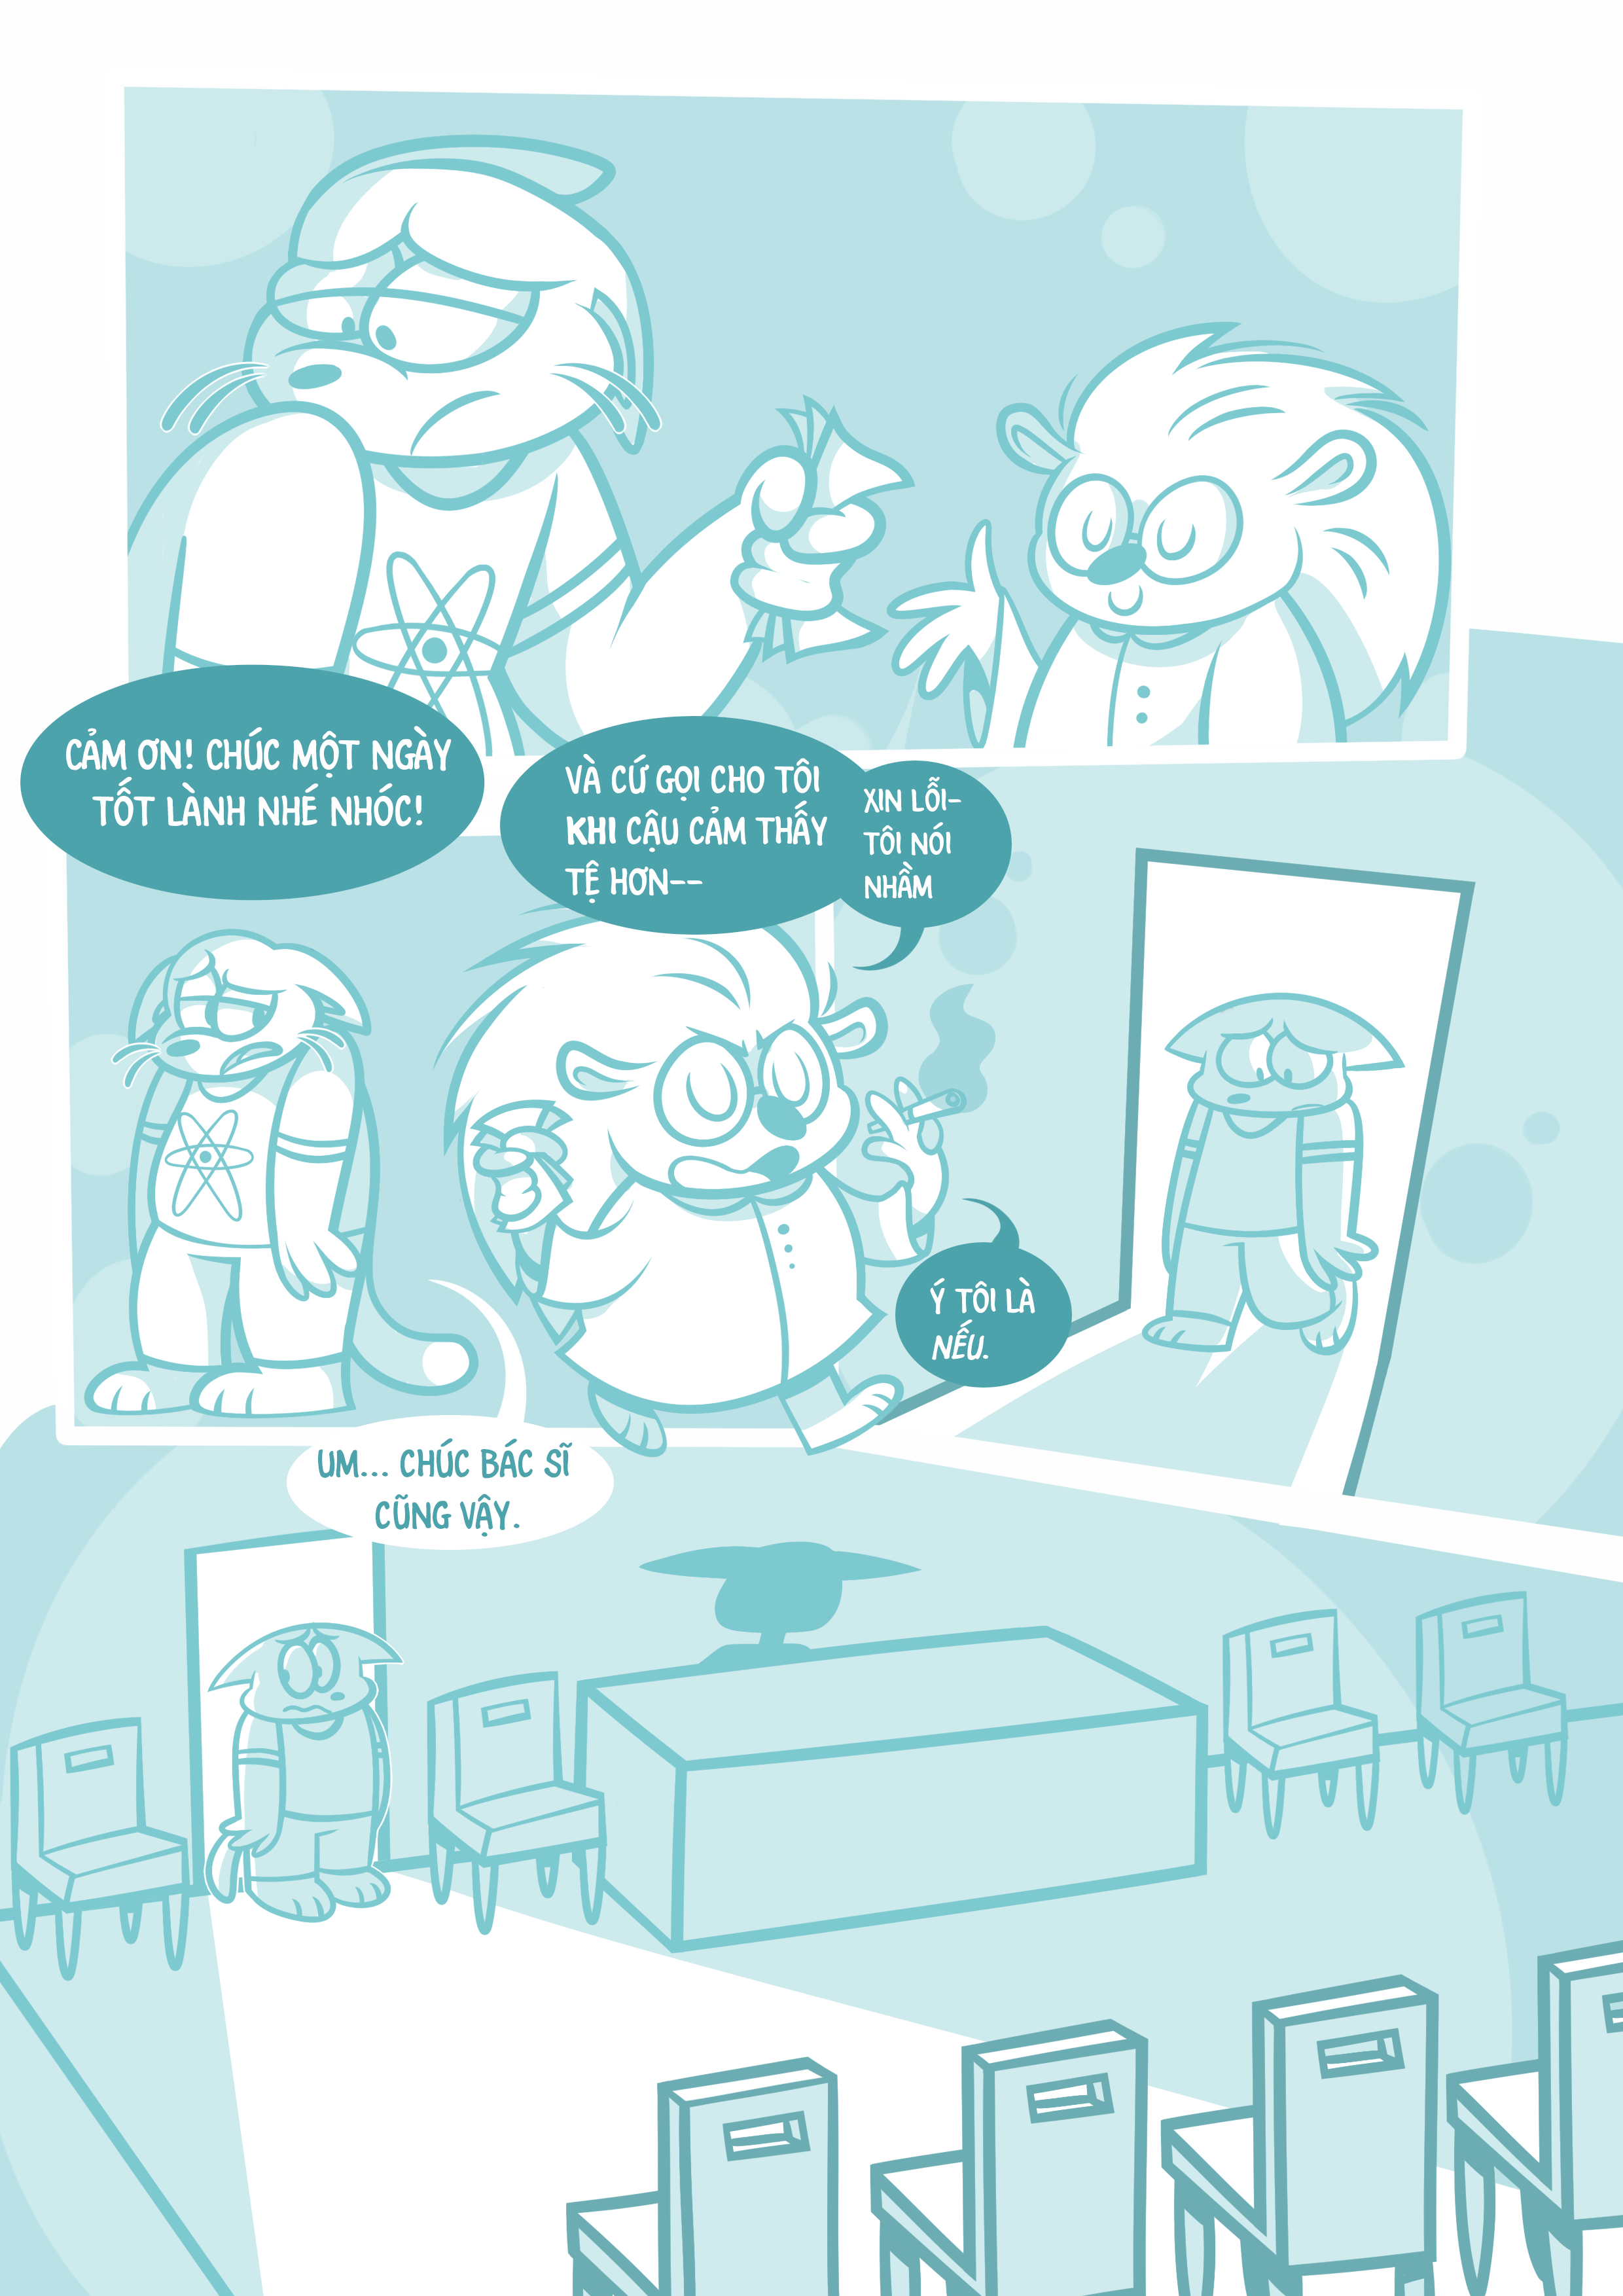 CẢM ƠN! CHÚC MỘT NGÀY
TỐT LÀNH NHÉ NHÓC!
VÀ CỨ GỌI CHO TÔI
KHI CẬU CẢM THẤY
TỆ HƠN--
XIN LỖI-
TÔI NÓI
NHẦM
Ý TÔI LÀ
NẾU.
UM... CHÚC BÁC SĨ
CŨNG VẬY.